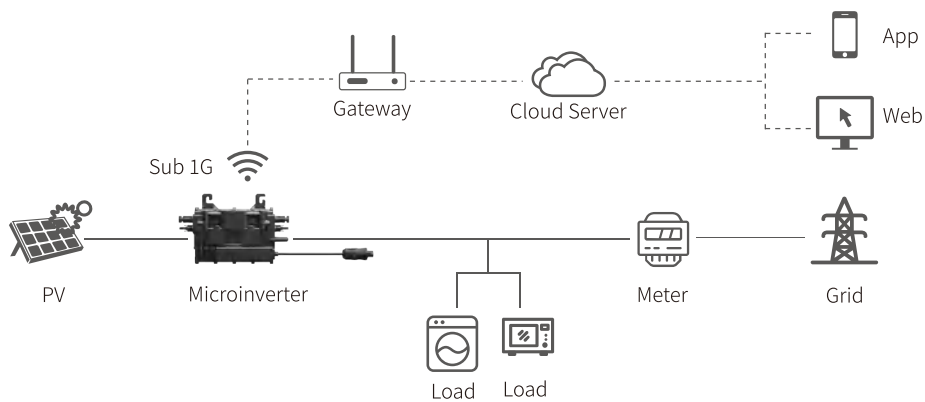 App
Gateway
Cloud Server
Web
Sub 1G
PV
Microinverter
Meter
Grid
Load
Load